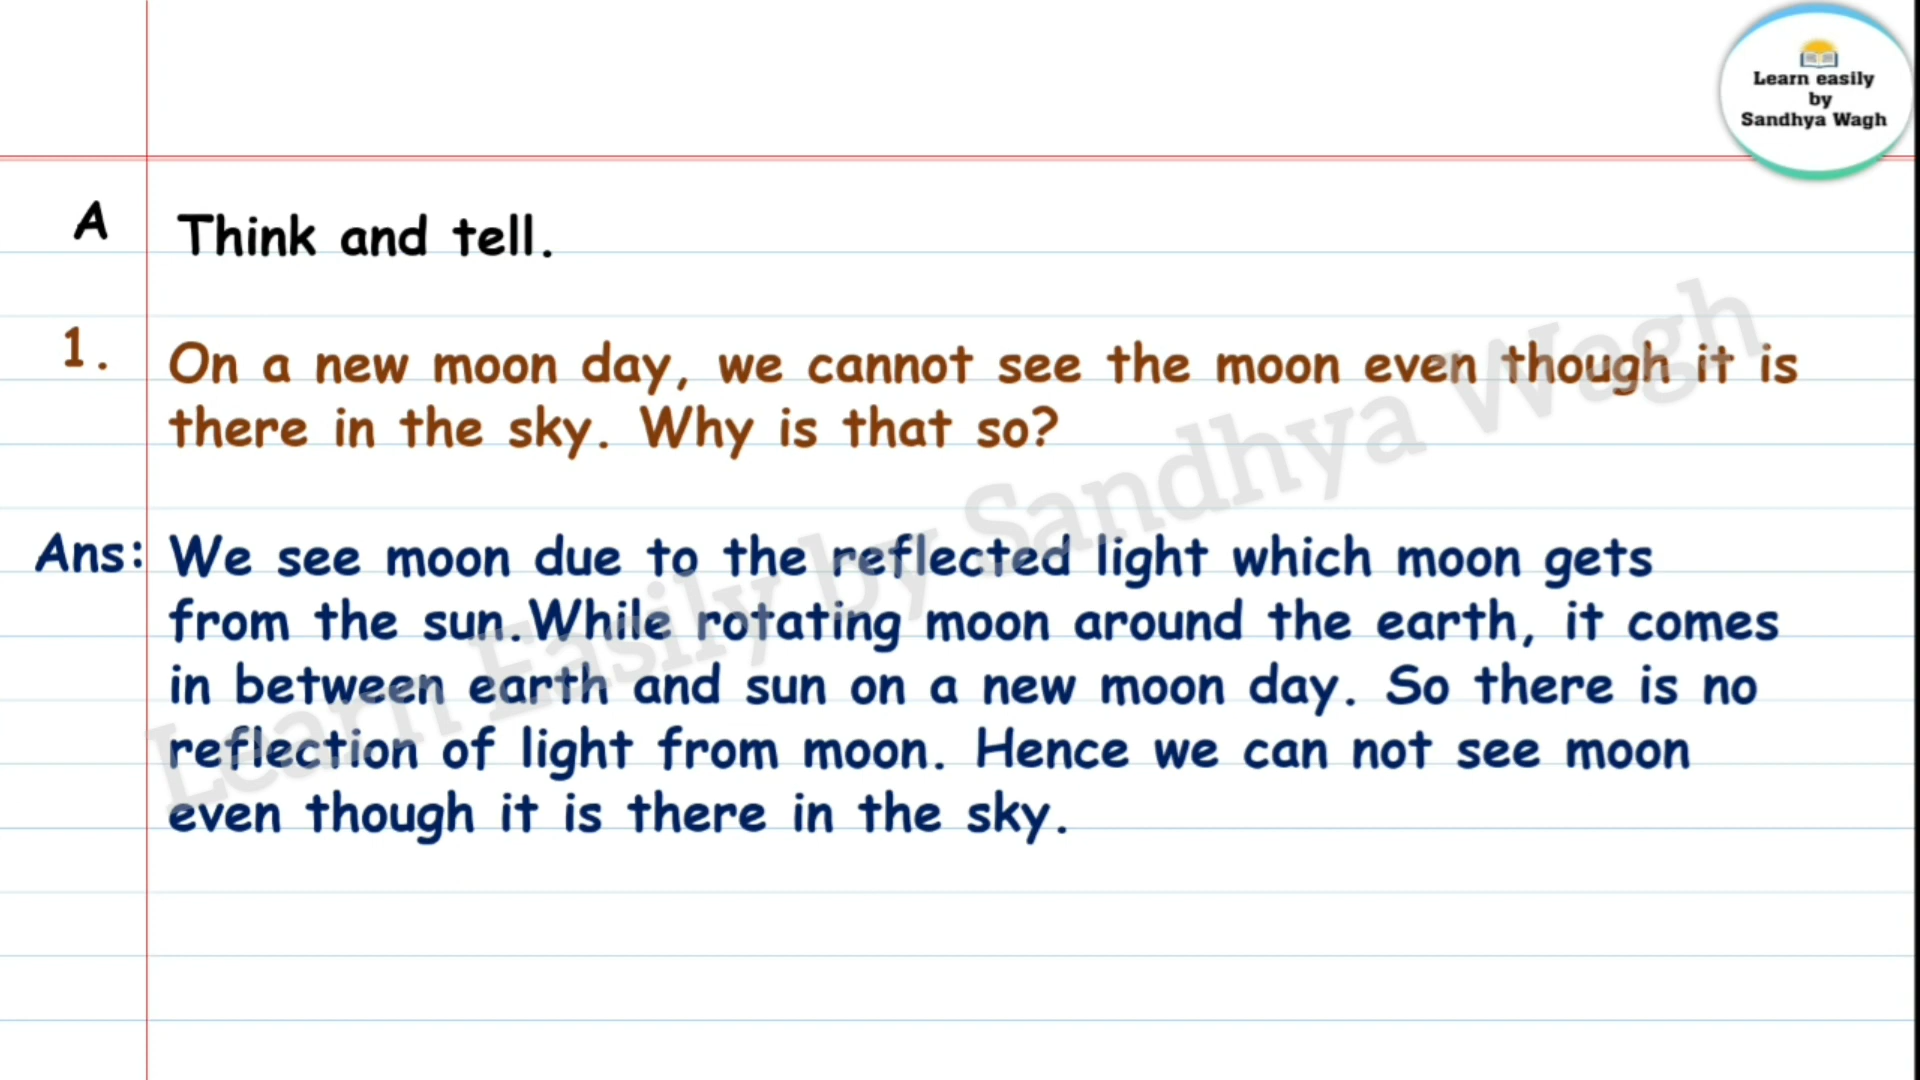 Learn easily
by
Sandhya Wagh
A Think and tell.
1. On a new moon day, we cannot see the moon even though it is
there in the sky. Why is that so?
Ans: We see moon due to the reflected light which moon gets
from the sun.While rotating moon around the earth, it comes
in between earth and sun on a new moon day. So there is no
reflection of light from moon. Hence we can not see moon
even though it is there in the sky.
Learn Easily by Sandhya Wagh